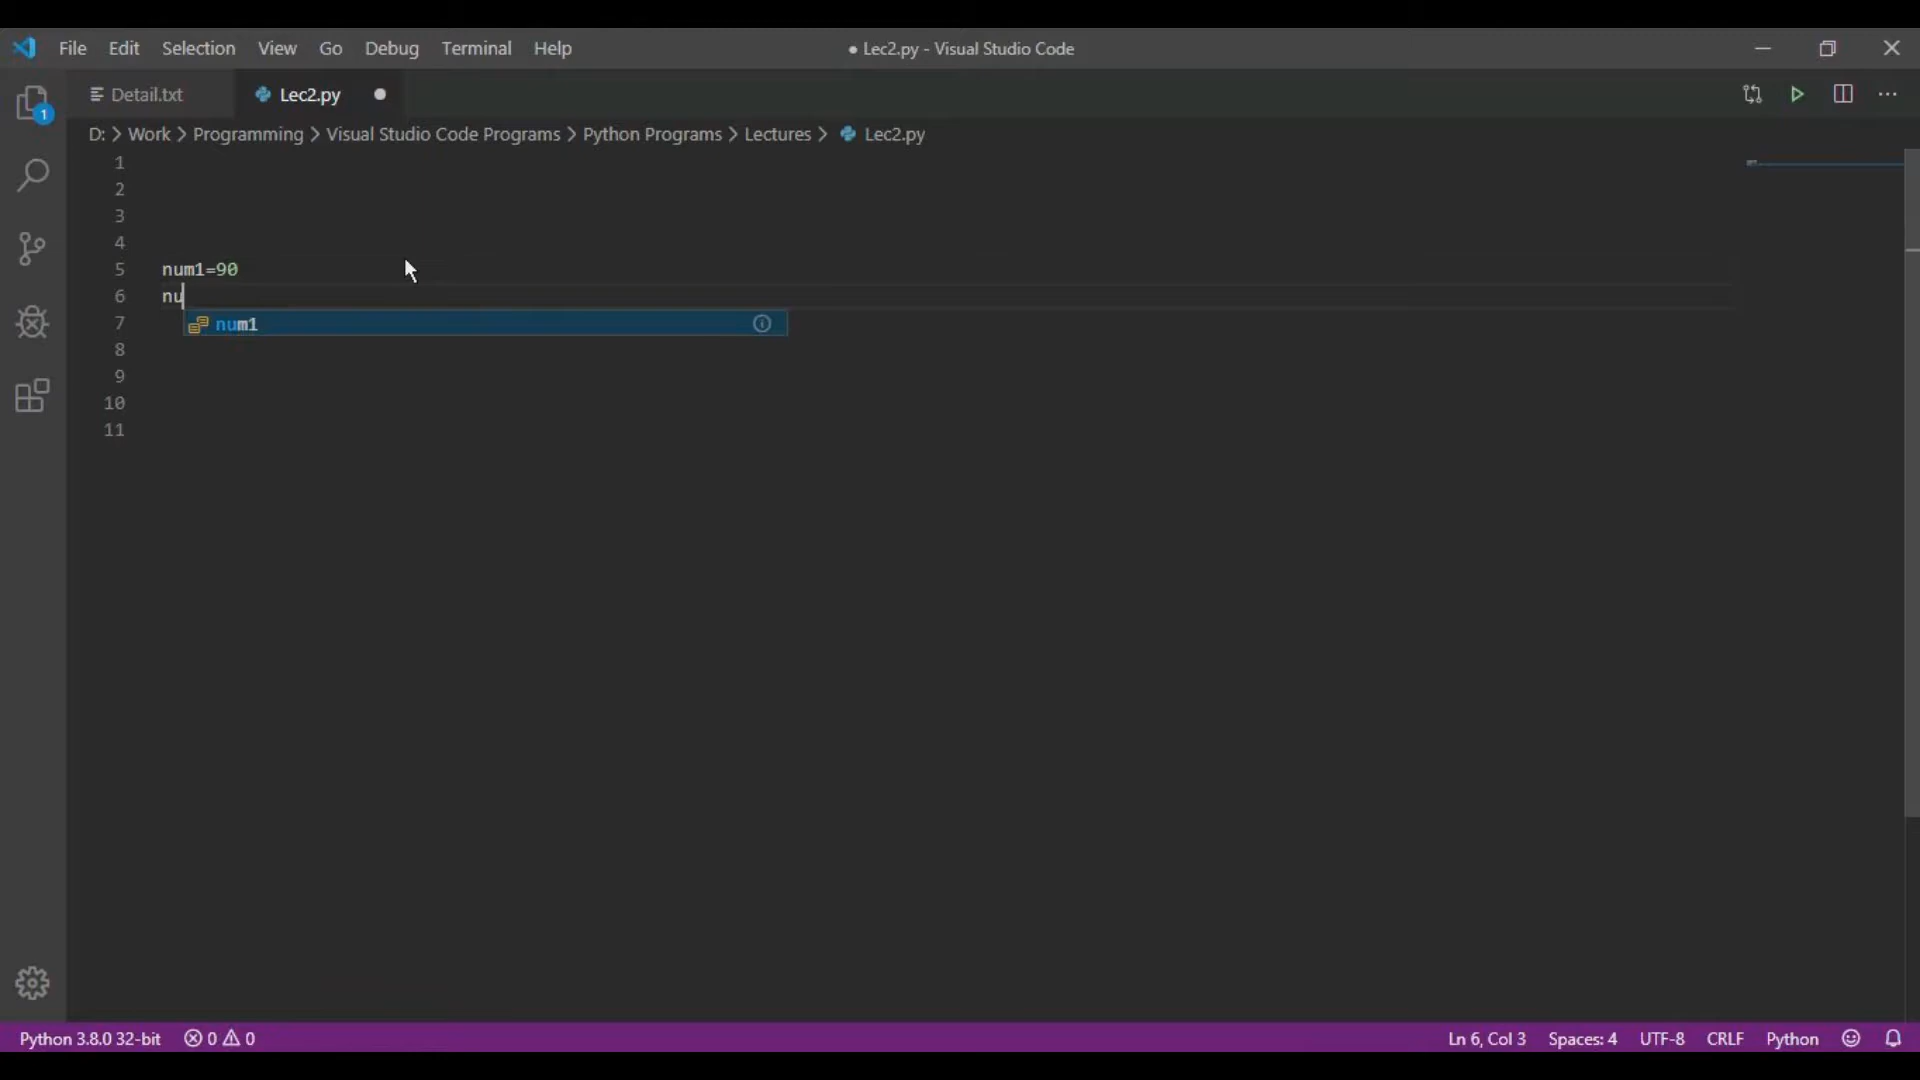 File Edit Selection View Go Debug Terminal Help
● Lec2.py - Visual Studio Code
Detail.txt Lec2.py
1
D: > Work > Programming > Visual Studio Code Programs > Python Programs > Lectures > Lec2.py
1
2
3
4
5 num1=90
6 nu
7 num1
8
9
10
11
Python 3.8.0 32-bit 0 0 Ln 6, Col 3 Spaces: 4 UTF-8 CRLF Python